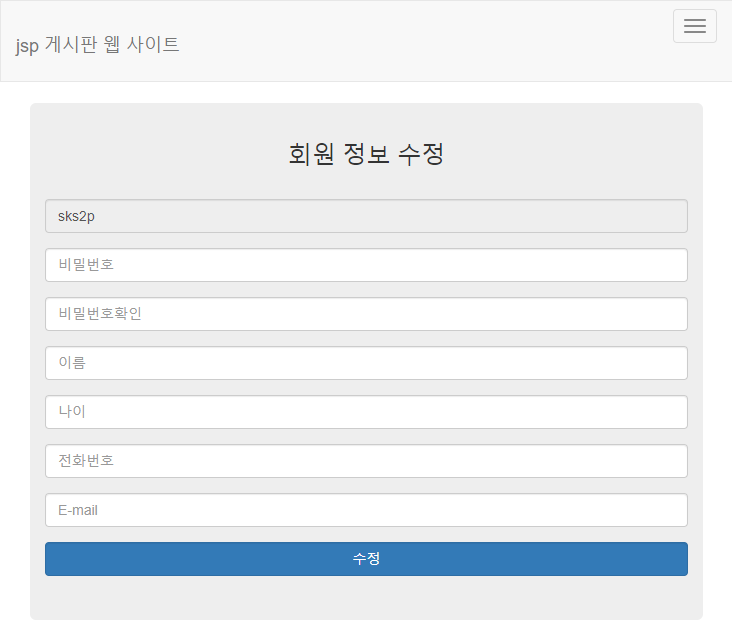 jsp 게시판 웹 사이트
회원 정보 수정
sks2p
비밀번호
비밀번호확인
이름
나이
전화번호
E-mail
수정